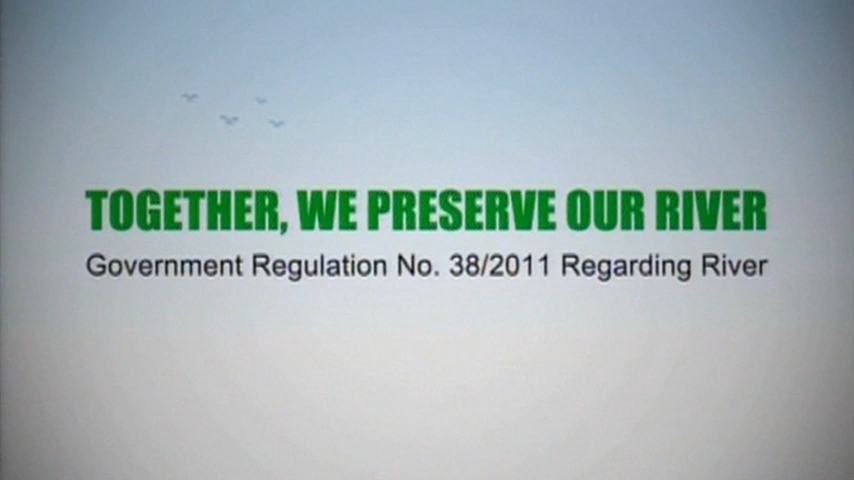 TOGETHER, WE PRESERVE OUR RIVER
Government Regulation No. 38/2011 Regarding River